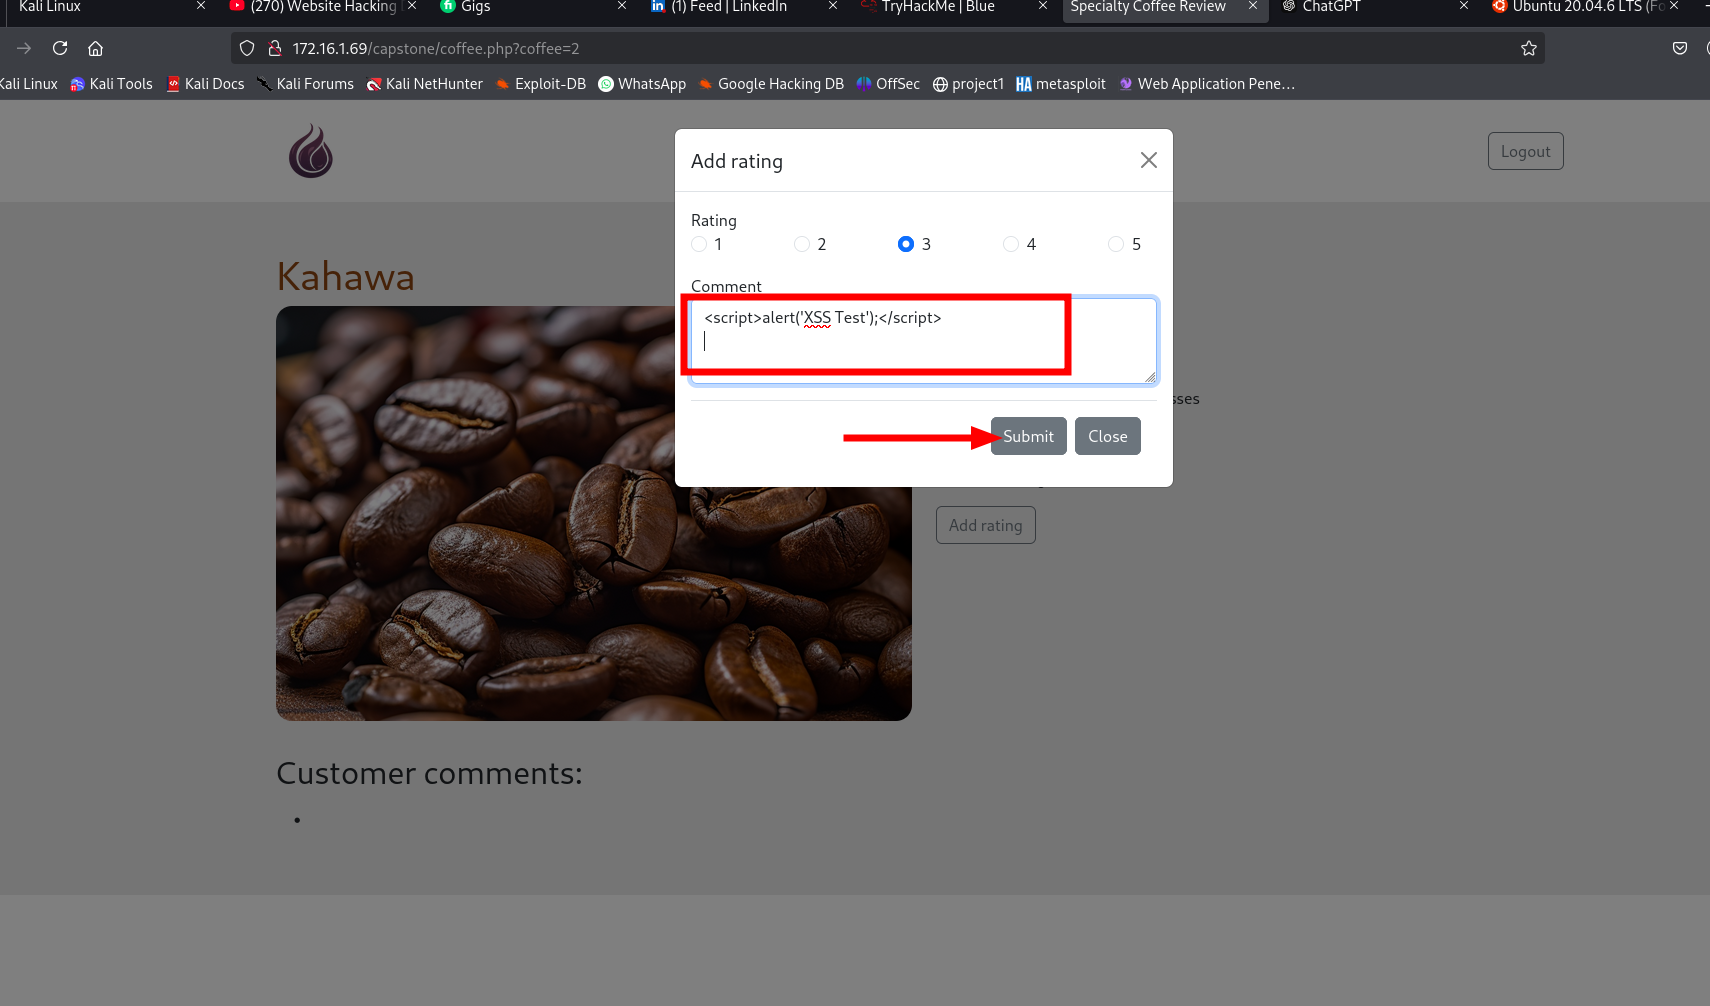 Kali Linux
(270) Website Hacking
Gigs
(1) Feed | LinkedIn
TryHackMe | Blue
Specialty Coffee Review
ChatGPT
Ubuntu 20.04.6 LTS (Fo
172.16.1.69/capstone/coffee.php?coffee=2
Kali Linux
Kali Tools
Kali Docs
Kali Forums
Kali NetHunter
Exploit-DB
WhatsApp
Google Hacking DB
OffSec
project1
HA metasploit
Web Application Pene...
Logout
Add rating
Rating
1 2 3 4 5
Comment
<script>alert('XSS Test');</script>
Submit Close
Kahawa
sses
Add rating
Customer comments: